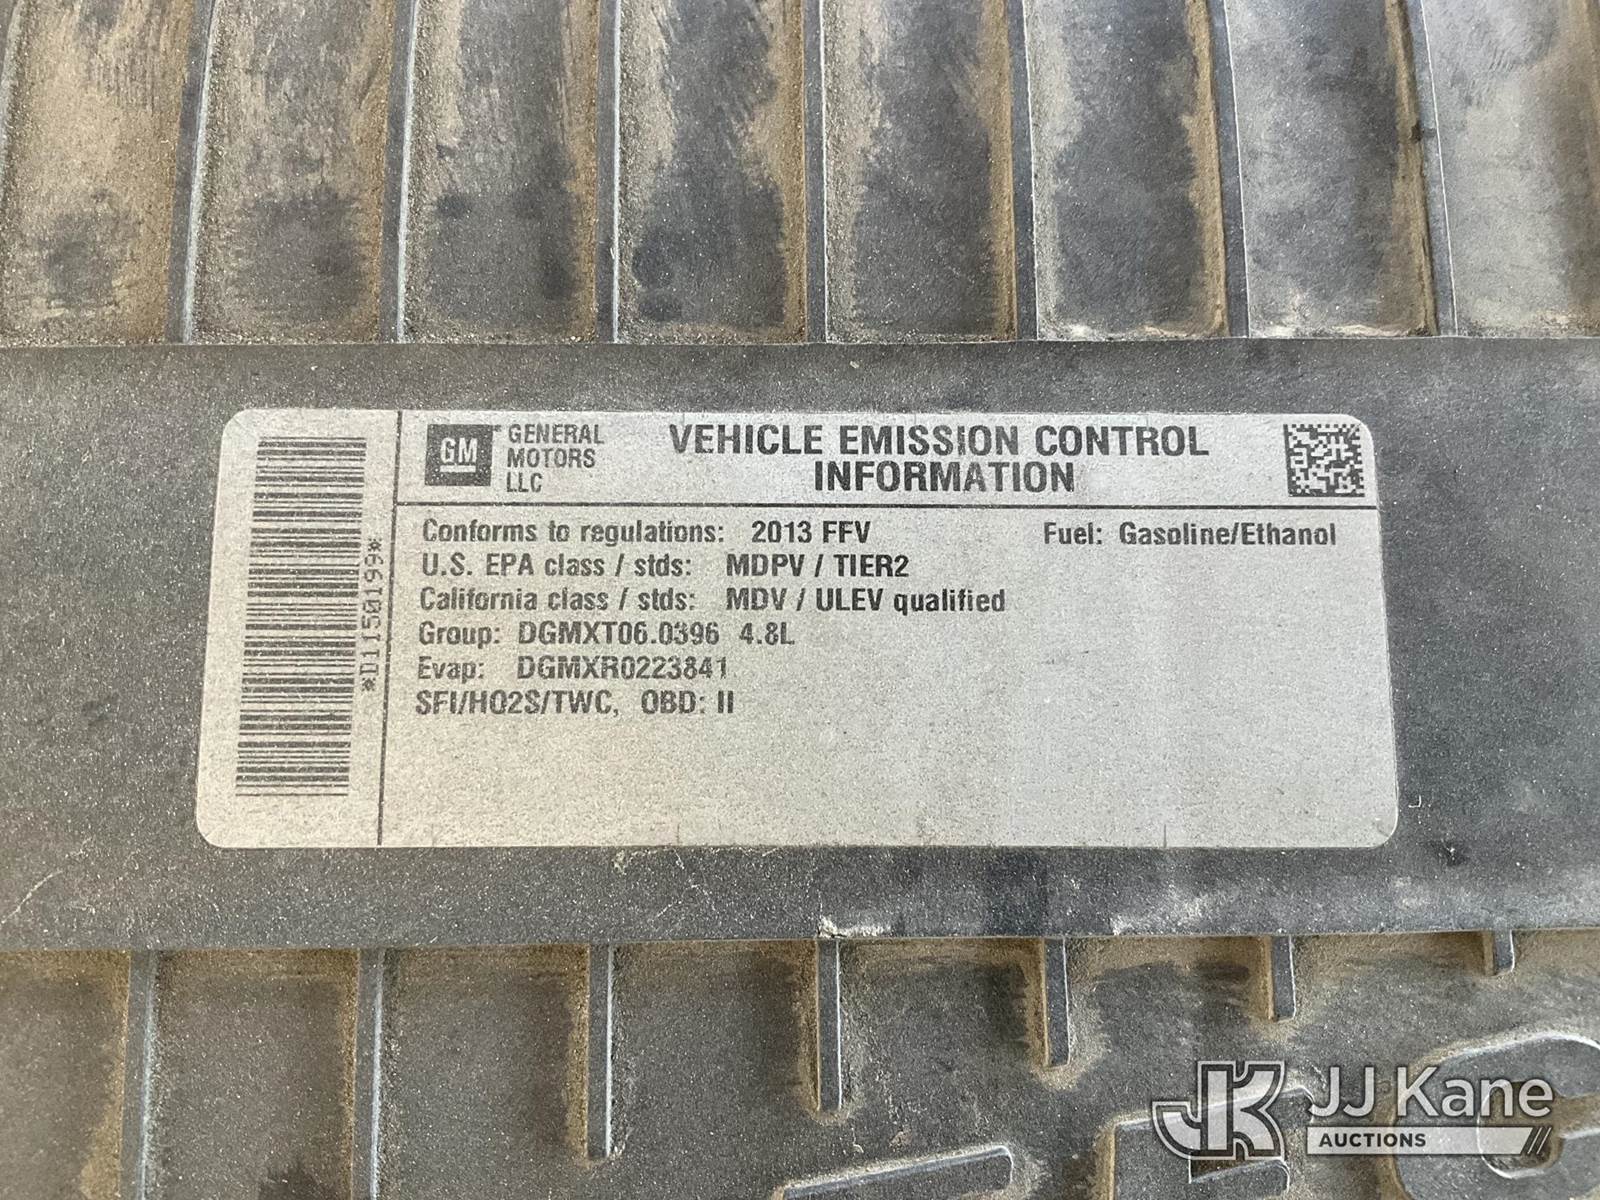 GM
GENERAL
MOTORS
LLC
VEHICLE EMISSION CONTROL
INFORMATION
Conforms to regulations: 2013 FFV Fuel: Gasoline/Ethanol
U.S. EPA class / stds: MDPV / TIER2
California class / stds: MDV / ULEV qualified
Group: DGMXT06.0396 4.8L
Evap: DGMXR0223841
SFI/HO2S/TWC, OBD: II
*D1150199*
JK JJ Kane
AUCTIONS